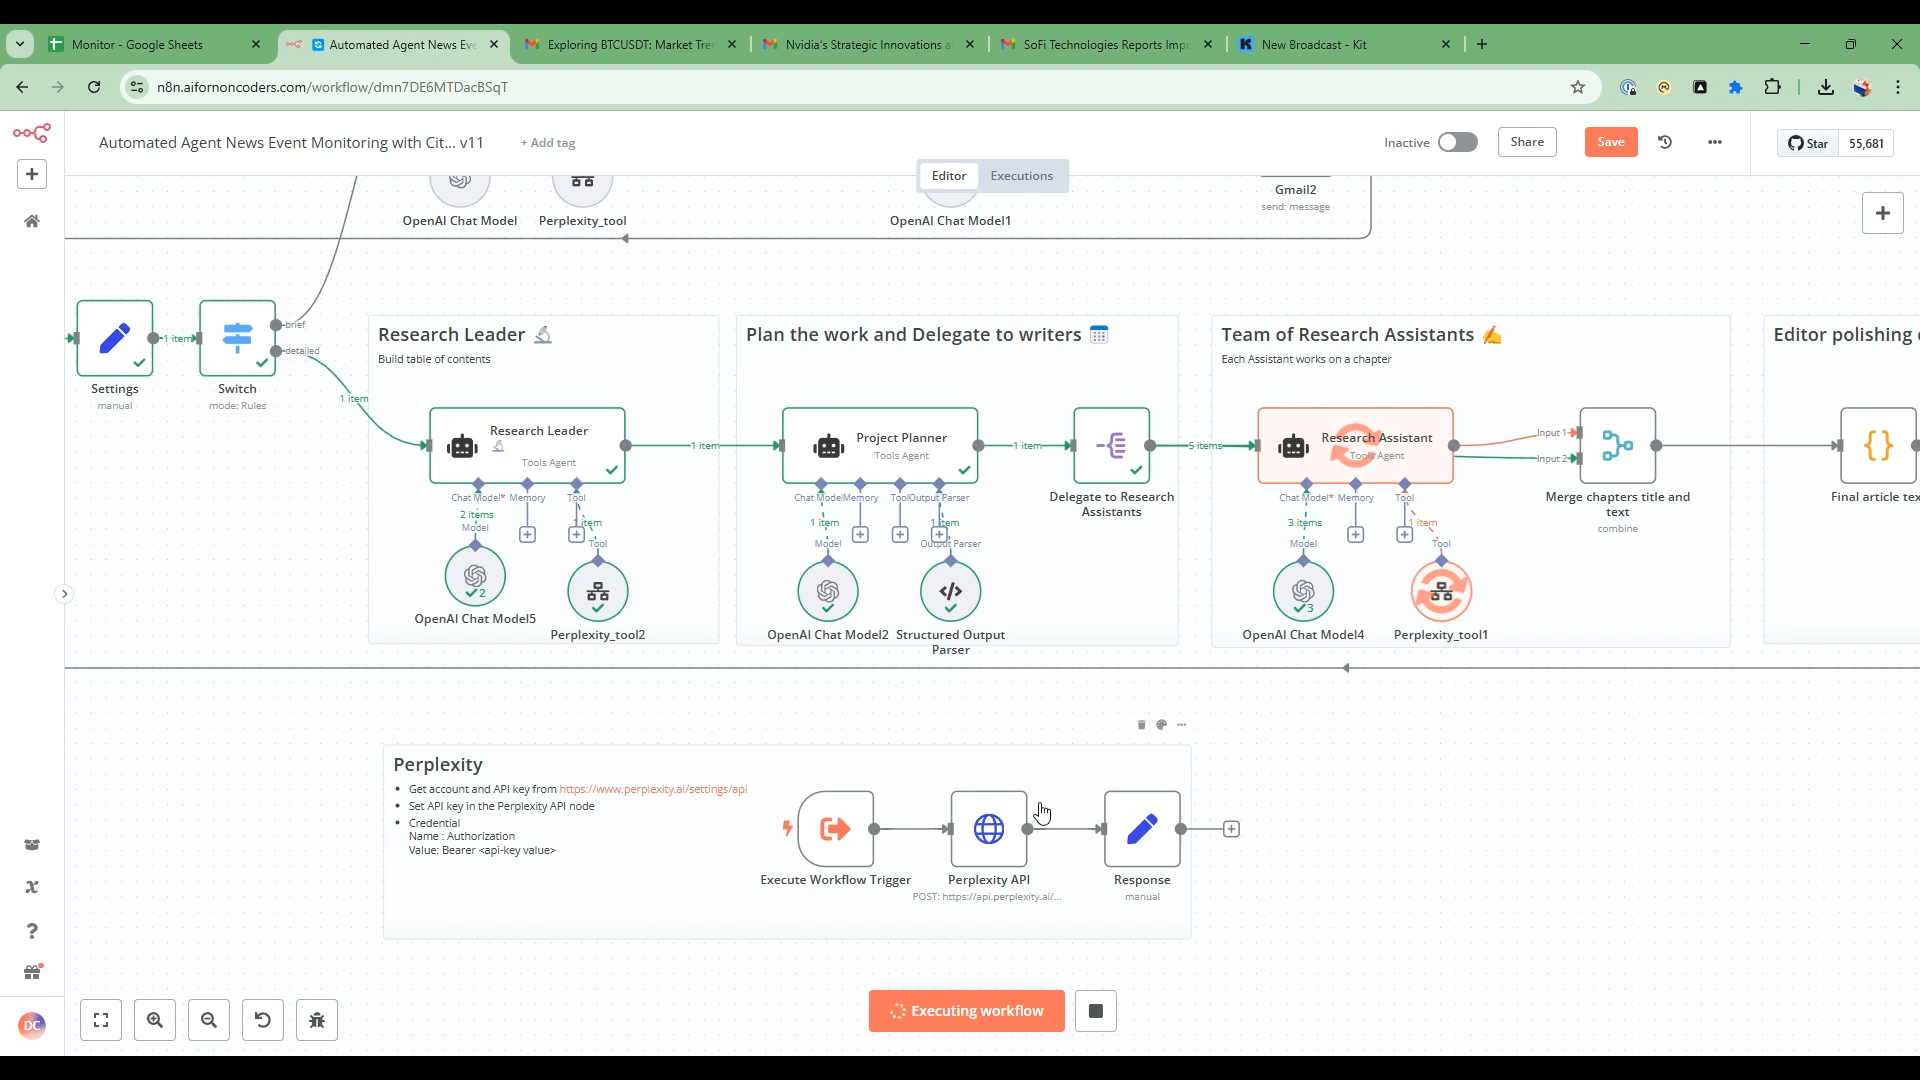 Monitor - Google Sheets
Automated Agent News Eve
Exploring BTCUSDT: Market Tre
Nvidia's Strategic Innovations a
SoFi Technologies Reports Impr
New Broadcast - Kit
n8n.aifornoncoders.com/workflow/dmn7DE6MTDacBSqT
Automated Agent News Event Monitoring with Cit... v11
+ Add tag
Inactive
Share
Save
Star
55,681
Editor
Executions
OpenAI Chat Model
Perplexity_tool
OpenAI Chat Model1
Gmail2
send: message
Settings
manual
1 item
Switch
mode: Rules
brief
detailed
1 item
Research Leader 🔬
Build table of contents
Research Leader
🔬
Tools Agent
Chat Model*
Memory
Tool
2 items
Model
1 item
Tool
OpenAI Chat Model5
2
Perplexity_tool2
1 item
Plan the work and Delegate to writers 📅
Project Planner
Tools Agent
Chat Model
Memory
Tool
Output Parser
1 item
Model
1 item
Output Parser
OpenAI Chat Model2
Structured Output
Parser
1 item
Delegate to Research
Assistants
5 items
Team of Research Assistants ✍️
Each Assistant works on a chapter
Research Assistant
Tools Agent
Chat Model*
Memory
Tool
3 items
Model
1 item
Tool
OpenAI Chat Model4
3
Perplexity_tool1
Input 1
Input 2
Merge chapters title and
text
combine
Editor polishing
Final article tex
Perplexity
• Get account and API key from https://www.perplexity.ai/settings/api
• Set API key in the Perplexity API node
• Credential
Name : Authorization
Value: Bearer <api-key value>
Execute Workflow Trigger
Perplexity API
POST: https://api.perplexity.ai/...
Response
manual
Executing workflow
DC